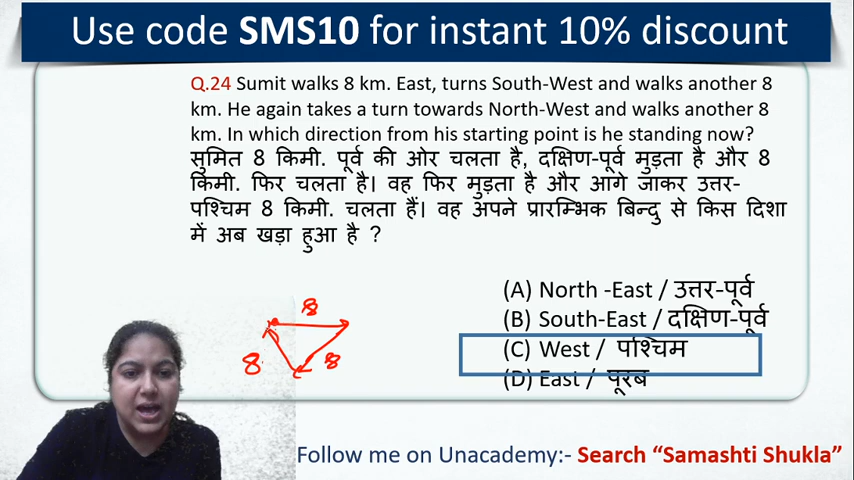 Use code SMS10 for instant 10% discount
Q.24 Sumit walks 8 km. East, turns South-West and walks another 8
km. He again takes a turn towards North-West and walks another 8
km. In which direction from his starting point is he standing now?
सुमित 8 किमी. पूर्व की ओर चलता है, दक्षिण-पूर्व मुड़ता है और 8
किमी. फिर चलता है। वह फिर मुड़ता है और आगे जाकर उत्तर-
पश्चिम 8 किमी. चलता हैं। वह अपने प्रारम्भिक बिन्दु से किस दिशा
में अब खड़ा हुआ है ?
(A) North -East / उत्तर-पूर्व
(B) South-East / दक्षिण-पूर्व
(C) West / पश्चिम
(D) East / पूरब
8
8
8
Follow me on Unacademy:- Search “Samashti Shukla”